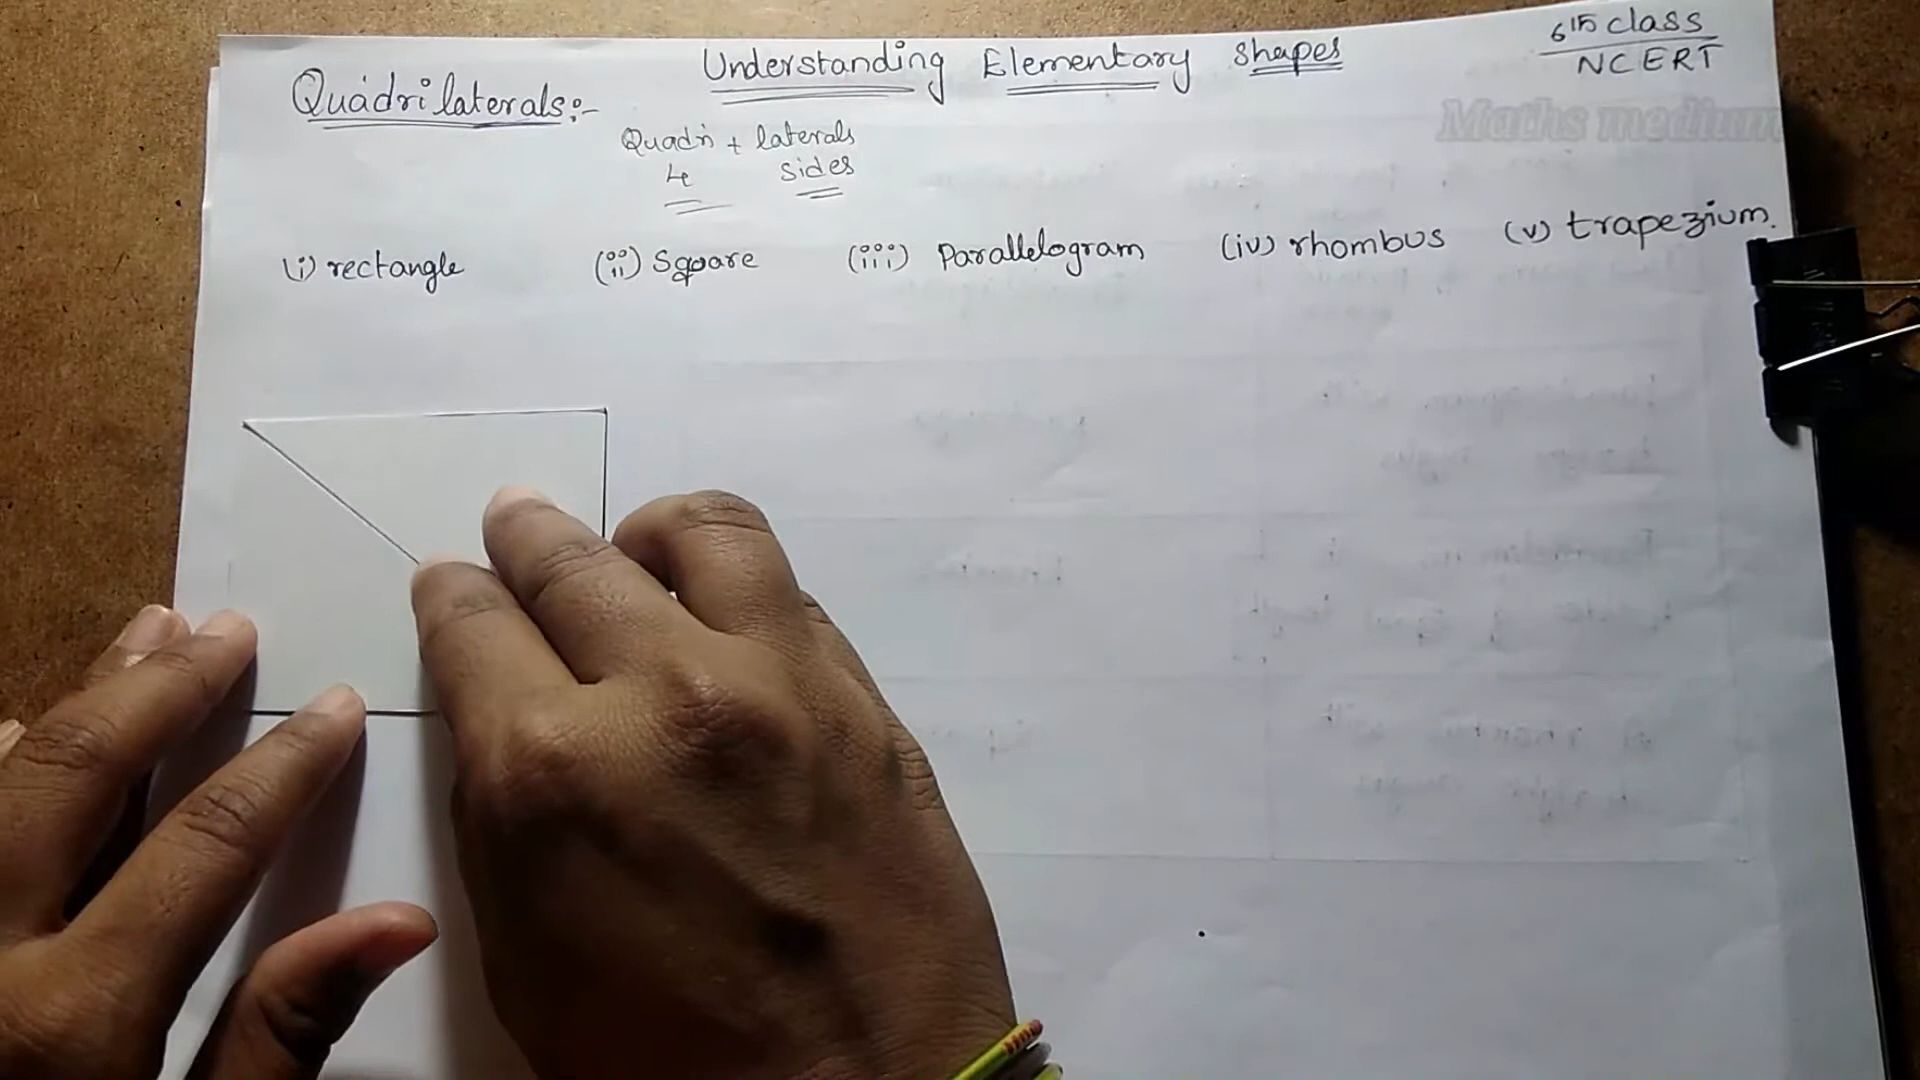 Understanding Elementary Shapes
6th class
NCERT
Quadrilaterals:-
Maths medium
Quadri + laterals
4 sides
(i) rectangle (ii) Square (iii) Parallelogram (iv) rhombus (v) trapezium.